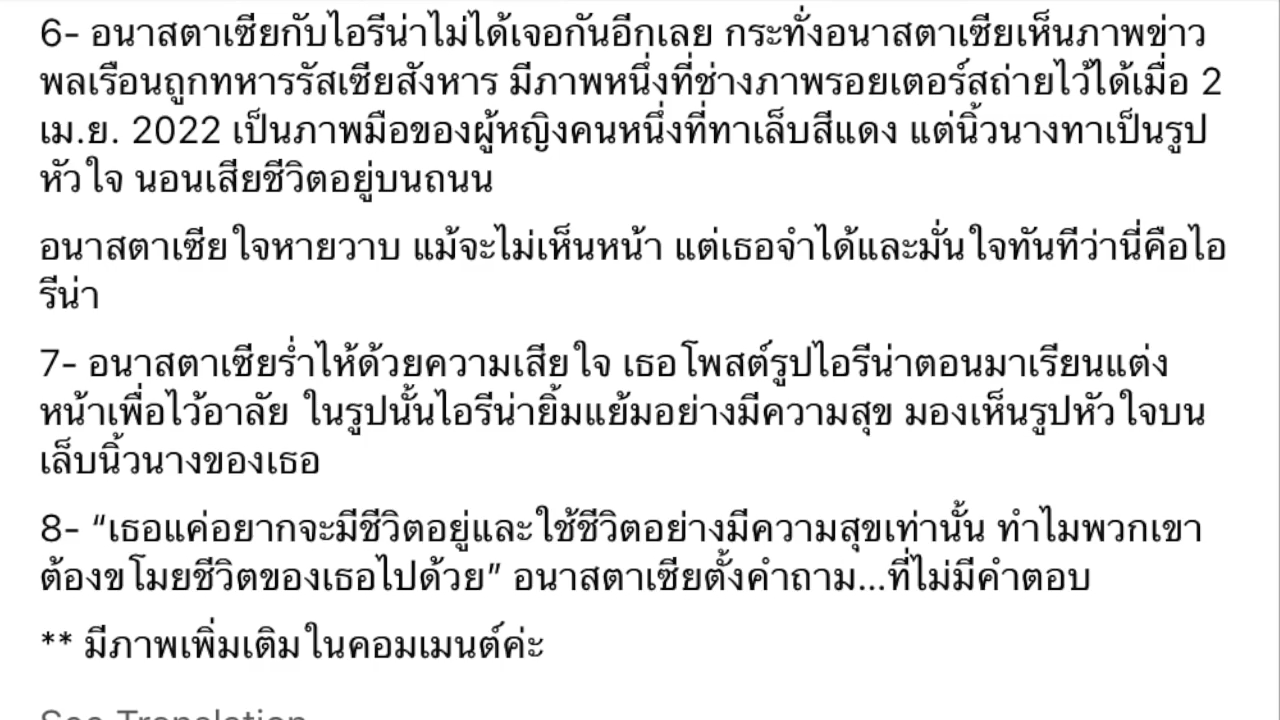 6- อนาสตาเซียกับไอรีน่าไม่ได้เจอกันอีกเลย กระทั่งอนาสตาเซียเห็นภาพข่าว
พลเรือนถูกทหารรัสเซียสังหาร มีภาพหนึ่งที่ช่างภาพรอยเตอร์สถ่ายไว้ได้เมื่อ 2
เม.ย. 2022 เป็นภาพมือของผู้หญิงคนหนึ่งที่ทาเล็บสีแดง แต่นิ้วนางทาเป็นรูป
หัวใจ นอนเสียชีวิตอยู่บนถนน
อนาสตาเซียใจหายวาบ แม้จะไม่เห็นหน้า แต่เธอจำได้และมั่นใจทันทีว่านี่คือไอ
รีน่า
7- อนาสตาเซียร่ำไห้ด้วยความเสียใจ เธอโพสต์รูปไอรีน่าตอนมาเรียนแต่ง
หน้าเพื่อไว้อาลัย ในรูปนั้นไอรีน่ายิ้มแย้มอย่างมีความสุข มองเห็นรูปหัวใจบน
เล็บนิ้วนางของเธอ
8- “เธอแค่อยากจะมีชีวิตอยู่และใช้ชีวิตอย่างมีความสุขเท่านั้น ทำไมพวกเขา
ต้องขโมยชีวิตของเธอไปด้วย” อนาสตาเซียตั้งคำถาม...ที่ไม่มีคำตอบ
** มีภาพเพิ่มเติมในคอมเมนต์ค่ะ
See Translation